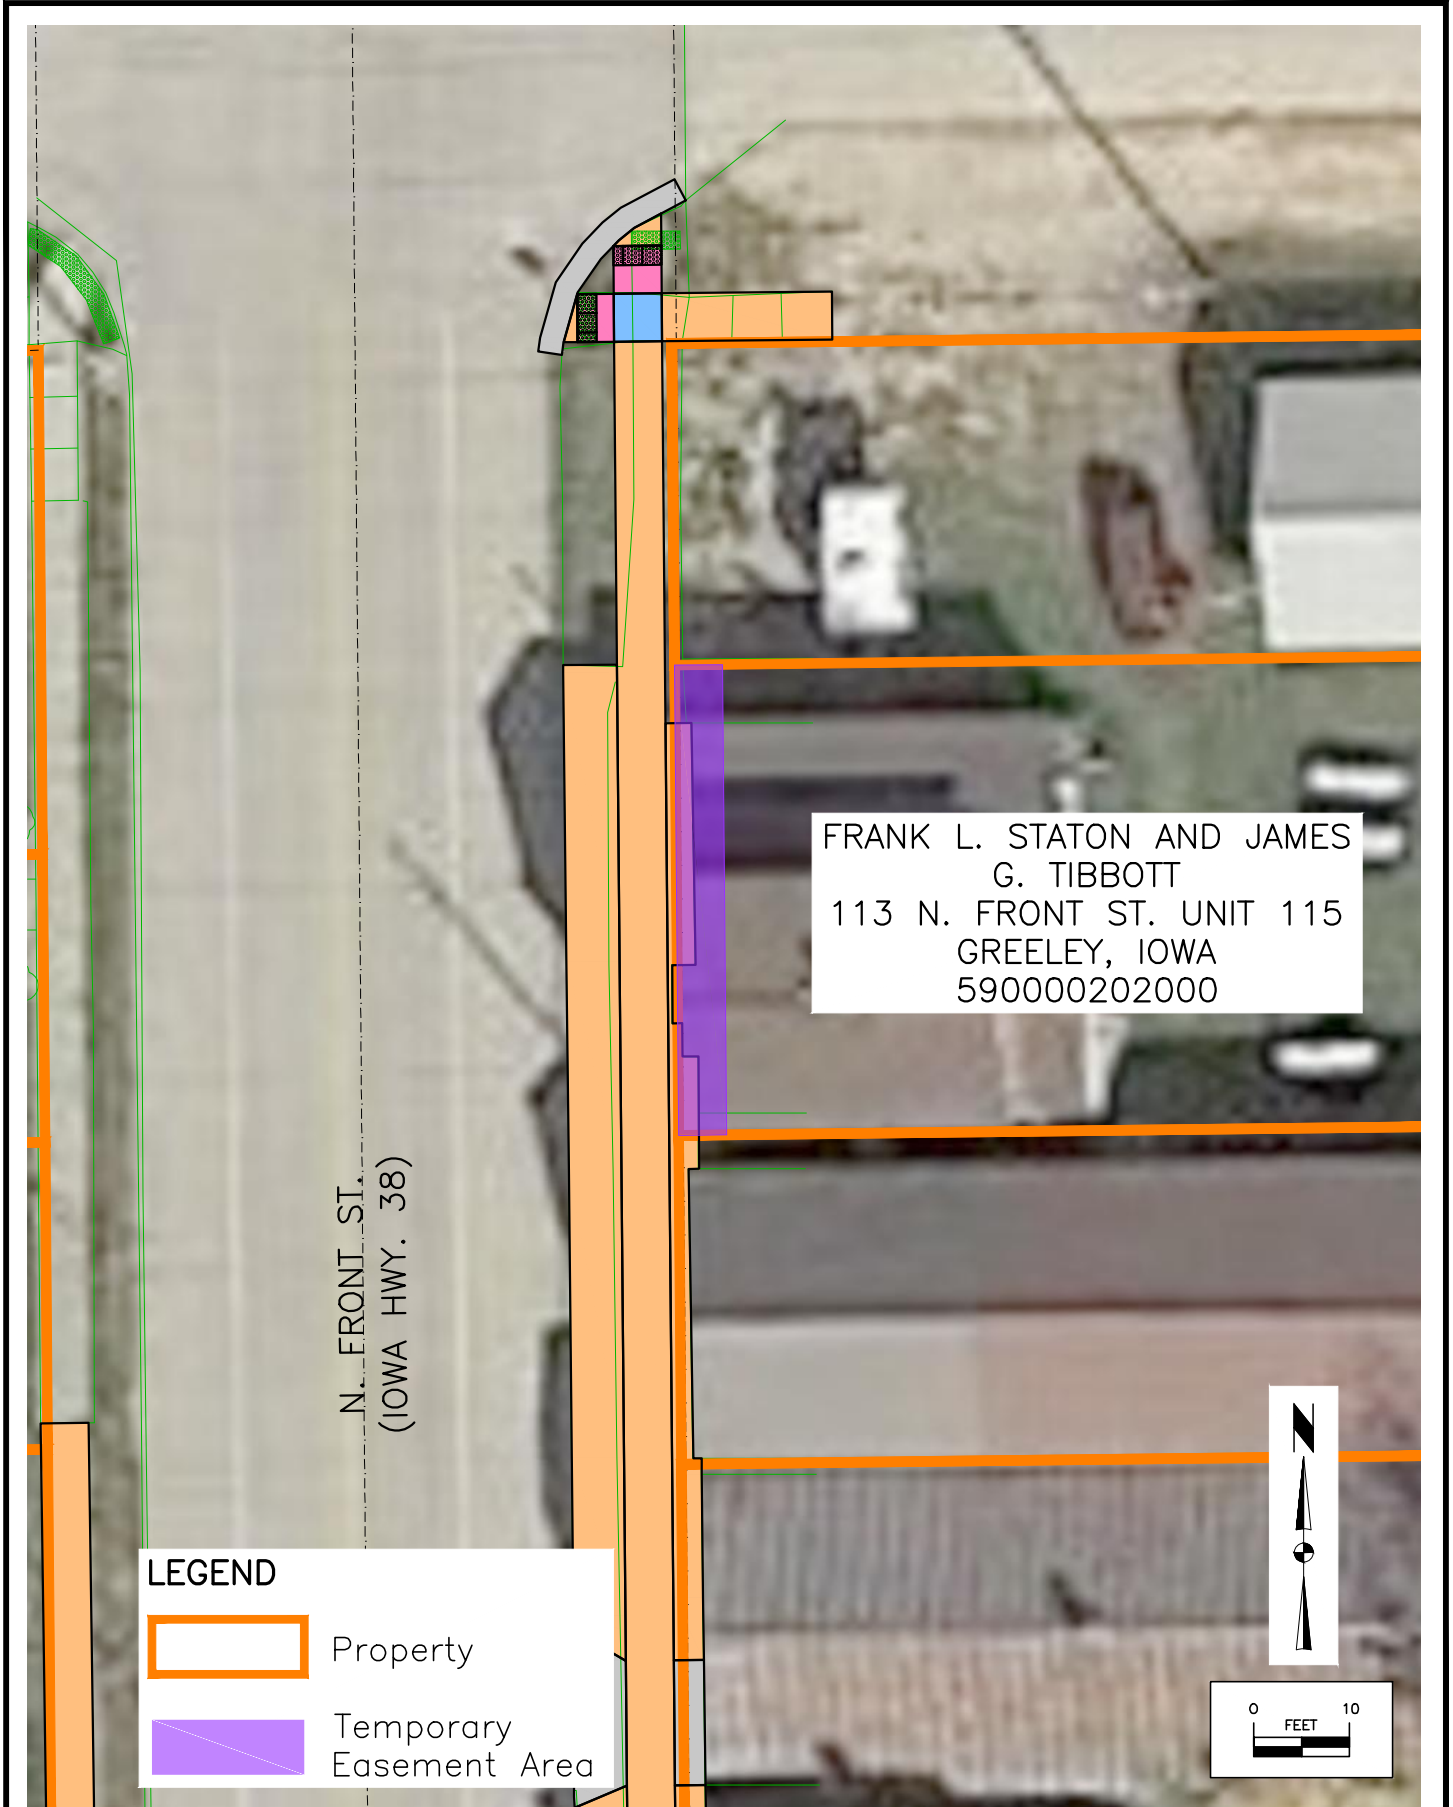 FRANK L. STATON AND JAMES
G. TIBBOTT
113 N. FRONT ST. UNIT 115
GREELEY, IOWA
590000202000
N. FRONT ST.
(IOWA HWY. 38)
N
LEGEND
Property
Temporary
Easement Area
0 10
FEET